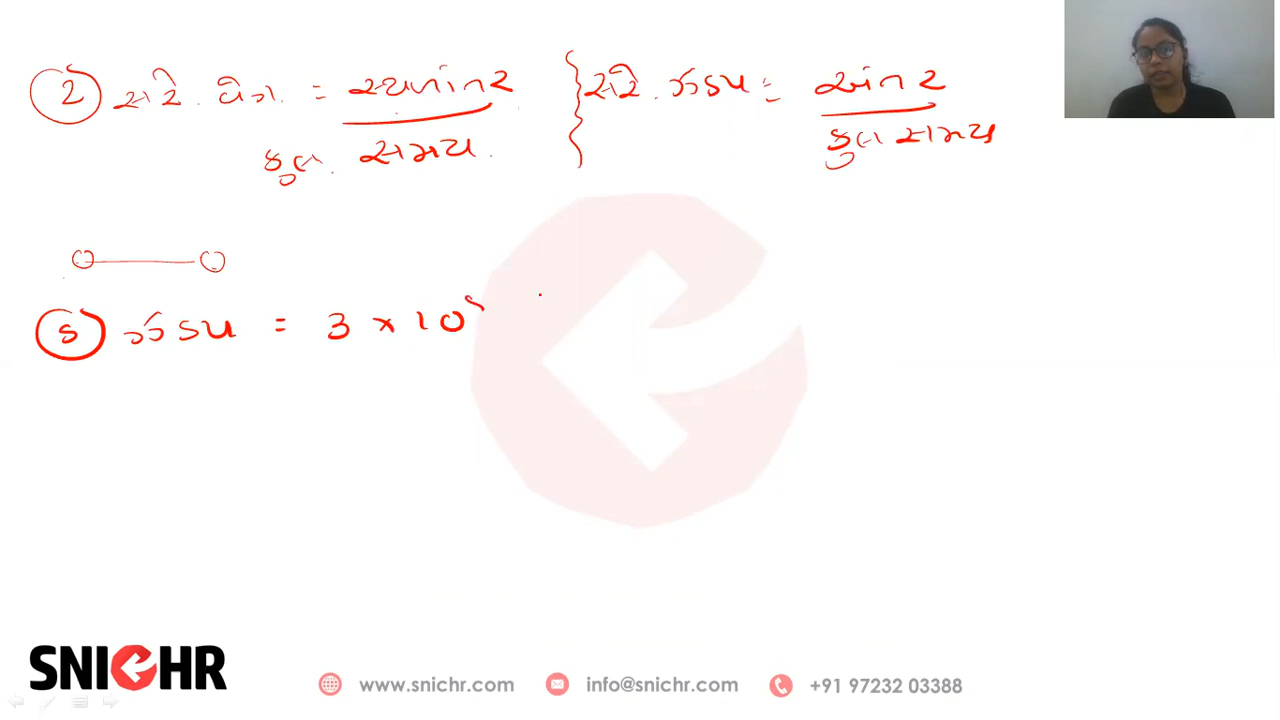 2 સરે. વેગ. = સ્થાનાંતર / કુલ સમય. } સરે. ઝડપ = અંતર / કુલ સમય
ઝડપ = 3 × 10
SNICHR
www.snichr.com info@snichr.com +91 97232 03388